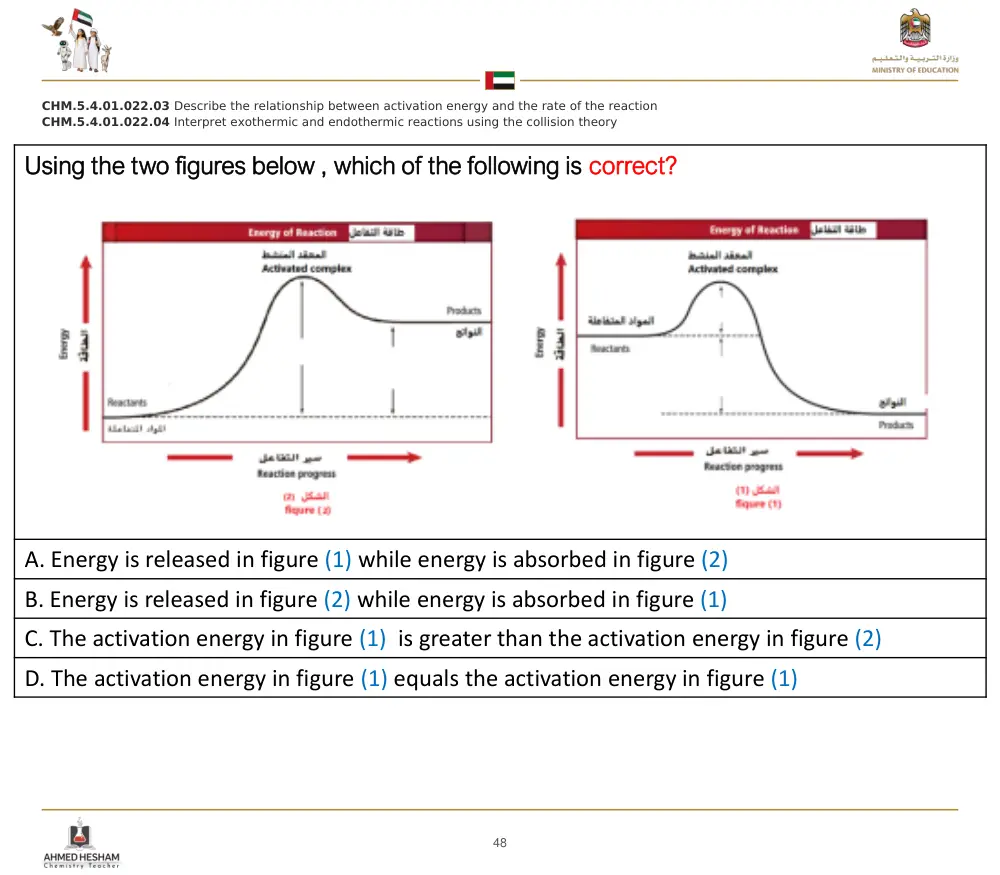 وزارة التربية والتعليم
MINISTRY OF EDUCATION
CHM.5.4.01.022.03 Describe the relationship between activation energy and the rate of the reaction
CHM.5.4.01.022.04 Interpret exothermic and endothermic reactions using the collision theory
Using the two figures below , which of the following is correct?
Energy of Reaction طاقة التفاعل
المعقد المنشط
Activated complex
Products
النواتج
Energy
الطاقة
Reactants
المواد المتفاعلة
سير التفاعل
Reaction progress
الشكل (2)
fiqure (2)
Energy of Reaction طاقة التفاعل
المعقد المنشط
Activated complex
المواد المتفاعلة
Reactants
Energy
الطاقة
النواتج
Products
سير التفاعل
Reaction progress
الشكل (1)
fiqure (1)
A. Energy is released in figure (1) while energy is absorbed in figure (2)
B. Energy is released in figure (2) while energy is absorbed in figure (1)
C. The activation energy in figure (1) is greater than the activation energy in figure (2)
D. The activation energy in figure (1) equals the activation energy in figure (1)
AHMED HESHAM
Chemistry Teacher
48